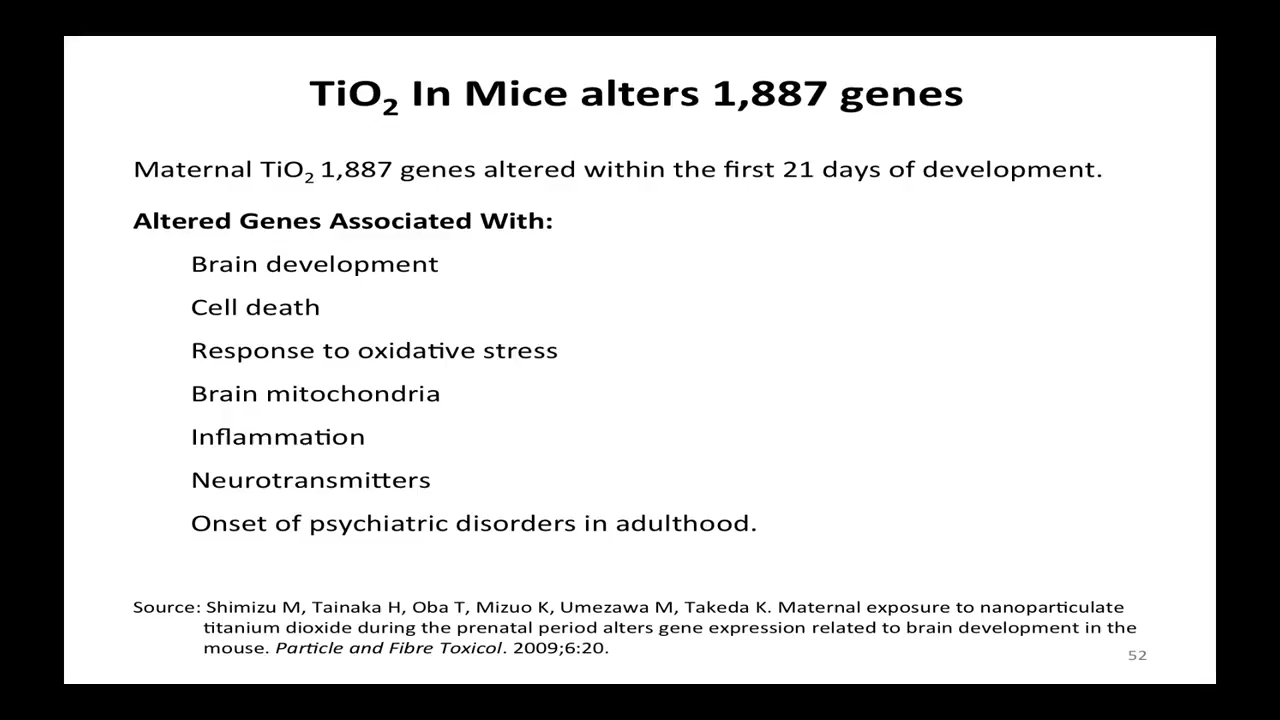 TiO₂ In Mice alters 1,887 genes
Maternal TiO₂ 1,887 genes altered within the first 21 days of development.
Altered Genes Associated With:
Brain development
Cell death
Response to oxidative stress
Brain mitochondria
Inflammation
Neurotransmitters
Onset of psychiatric disorders in adulthood.
Source: Shimizu M, Tainaka H, Oba T, Mizuo K, Umezawa M, Takeda K. Maternal exposure to nanoparticulate
titanium dioxide during the prenatal period alters gene expression related to brain development in the
mouse. Particle and Fibre Toxicol. 2009;6:20.
52